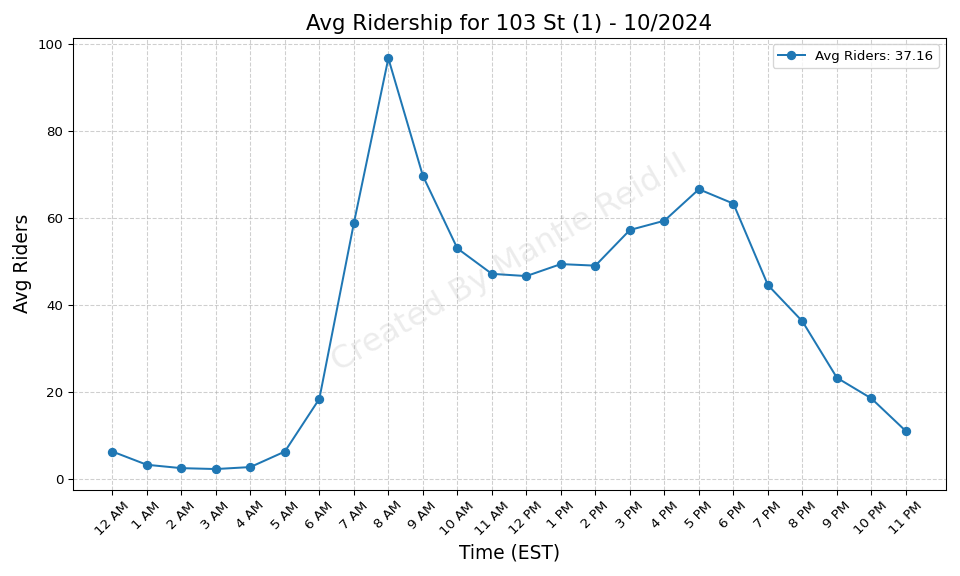 Avg Ridership for 103 St (1) - 10/2024
Avg Riders: 37.16
Avg Riders
100
80
60
40
20
0
Created By Mantle Reid II
12 AM
1 AM
2 AM
3 AM
4 AM
5 AM
6 AM
7 AM
8 AM
9 AM
10 AM
11 AM
12 PM
1 PM
2 PM
3 PM
4 PM
5 PM
6 PM
7 PM
8 PM
9 PM
10 PM
11 PM
Time (EST)